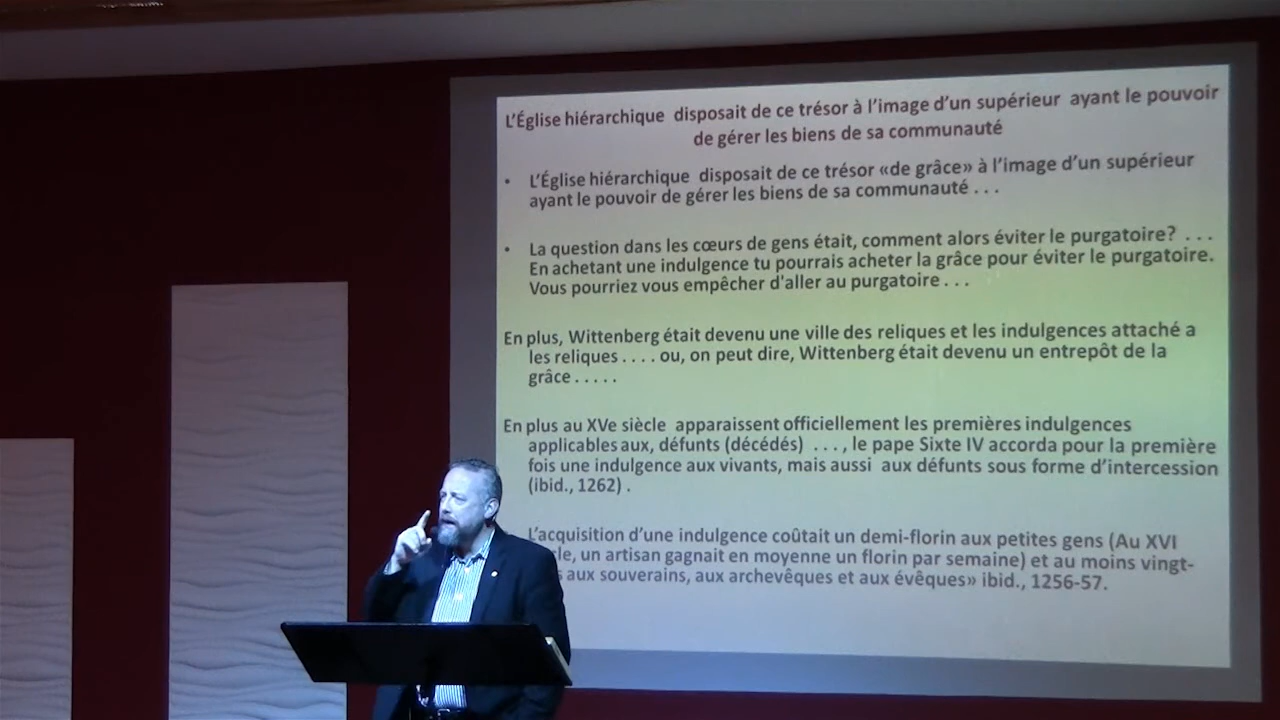 L’Église hiérarchique disposait de ce trésor à l’image d’un supérieur ayant le pouvoir
de gérer les biens de sa communauté
• L’Église hiérarchique disposait de ce trésor «de grâce» à l’image d’un supérieur
ayant le pouvoir de gérer les biens de sa communauté . . .
• La question dans les cœurs de gens était, comment alors éviter le purgatoire? . . .
En achetant une indulgence tu pourrais acheter la grâce pour éviter le purgatoire.
Vous pourriez vous empêcher d'aller au purgatoire . . .
En plus, Wittenberg était devenu une ville des reliques et les indulgences attaché a
les reliques . . . . ou, on peut dire, Wittenberg était devenu un entrepôt de la
grâce . . . . .
En plus au XVe siècle apparaissent officiellement les premières indulgences
applicables aux, défunts (décédés) . . ., le pape Sixte IV accorda pour la première
fois une indulgence aux vivants, mais aussi aux défunts sous forme d’intercession
(ibid., 1262) .
L’acquisition d’une indulgence coûtait un demi-florin aux petites gens (Au XVI
un artisan gagnait en moyenne un florin par semaine) et au moins vingt-
aux souverains, aux archevêques et aux évêques» ibid., 1256-57.